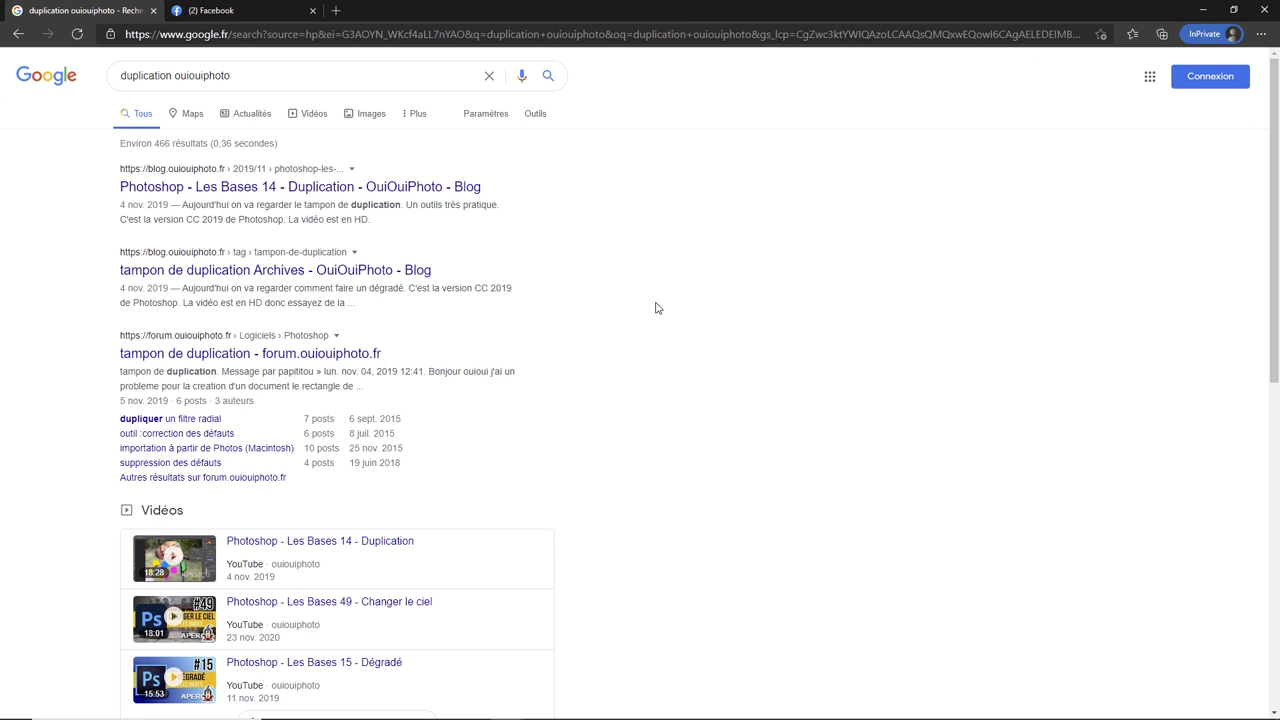 duplication ouiouiphoto - Reche
(2) Facebook
https://www.google.fr/search?source=hp&ei=G3AOYN_WKcf4aLL7nYAO&q=duplication+ouiouiphoto&oq=duplication+ouiouiphoto&gs_lcp=CgZwc3ktYWIQAzoLCAAQsQMQxwEQowI6CAgAELEDEIMB...
InPrivate
Google
duplication ouiouiphoto
Connexion
Tous Maps Actualités Vidéos Images Plus Paramètres Outils
Environ 466 résultats (0,36 secondes)
https://blog.ouiouiphoto.fr › 2019/11 › photoshop-les-...
Photoshop - Les Bases 14 - Duplication - OuiOuiPhoto - Blog
4 nov. 2019 — Aujourd'hui on va regarder le tampon de duplication. Un outils très pratique.
C'est la version CC 2019 de Photoshop. La vidéo est en HD.
https://blog.ouiouiphoto.fr › tag › tampon-de-duplication
tampon de duplication Archives - OuiOuiPhoto - Blog
4 nov. 2019 — Aujourd'hui on va regarder comment faire un dégradé. C'est la version CC 2019
de Photoshop. La vidéo est en HD donc essayez de la ...
https://forum.ouiouiphoto.fr › Logiciels › Photoshop
tampon de duplication - forum.ouiouiphoto.fr
tampon de duplication. Message par papititou » lun. nov. 04, 2019 12:41. Bonjour ouioui j'ai un
probleme pour la creation d'un document le rectangle de ...
5 nov. 2019 · 6 posts · 3 auteurs
dupliquer un filtre radial 7 posts 6 sept. 2015
outil :correction des défauts 6 posts 8 juil. 2015
importation à partir de Photos (Macintosh) 10 posts 25 nov. 2015
suppression des défauts 4 posts 19 juin 2018
Autres résultats sur forum.ouiouiphoto.fr
Vidéos
18:28
Photoshop - Les Bases 14 - Duplication
YouTube · ouiouiphoto
4 nov. 2019
Ps
#49
18:01
APERÇU
Photoshop - Les Bases 49 - Changer le ciel
YouTube · ouiouiphoto
23 nov. 2020
Ps
#15
15:53
APERÇU
Photoshop - Les Bases 15 - Dégradé
YouTube · ouiouiphoto
11 nov. 2019